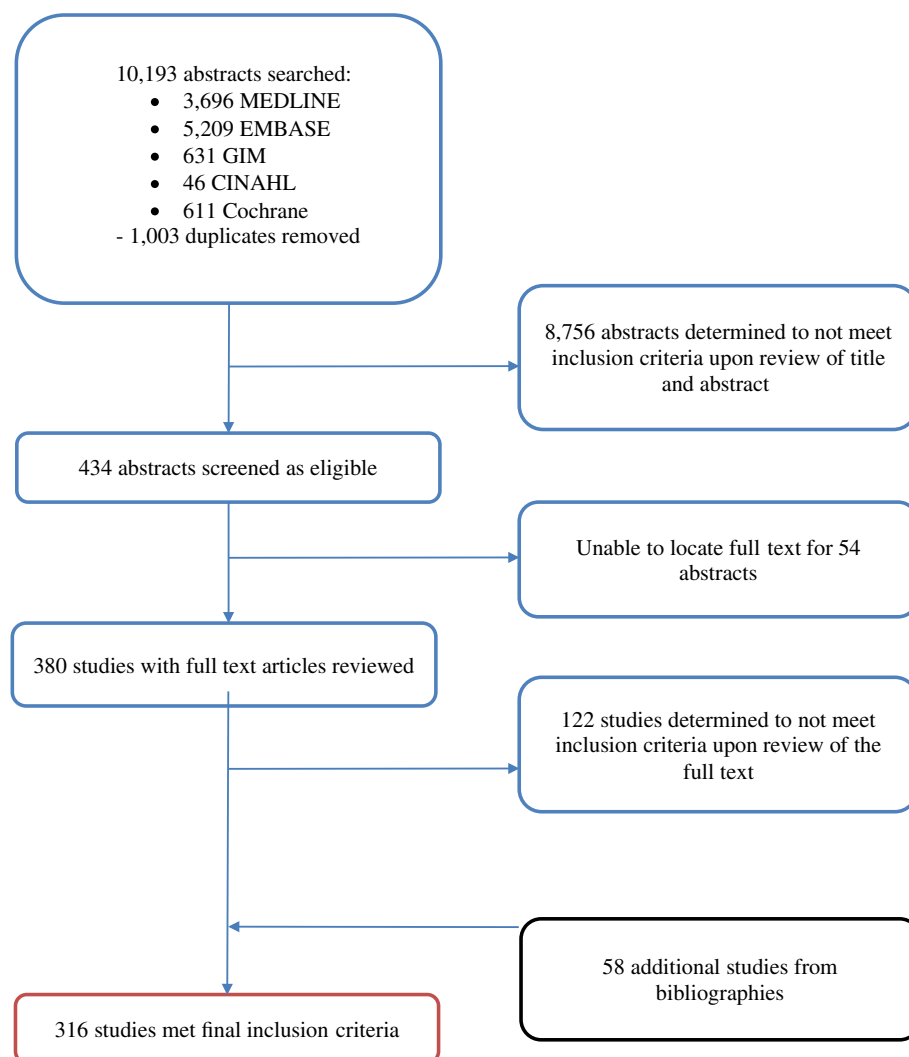 10,193 abstracts searched:
• 3,696 MEDLINE
• 5,209 EMBASE
• 631 GIM
• 46 CINAHL
• 611 Cochrane
- 1,003 duplicates removed
8,756 abstracts determined to not meet
inclusion criteria upon review of title
and abstract
434 abstracts screened as eligible
Unable to locate full text for 54
abstracts
380 studies with full text articles reviewed
122 studies determined to not meet
inclusion criteria upon review of the
full text
58 additional studies from
bibliographies
316 studies met final inclusion criteria